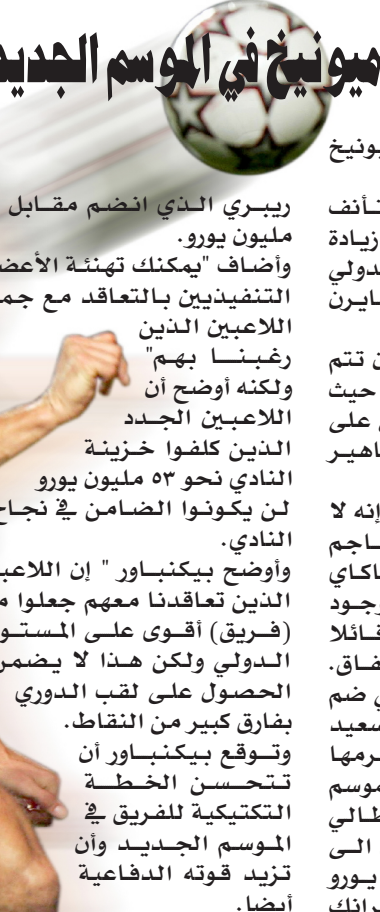 ميونيخ في الموسم الجديد
يونيخ
تأنف
زيادة
دولي
ايرن
ن تتم
حيث
على
اهير
إنه لا
اجم
اكاي
جود
قائلا
فاق.
ي ضم
سعيد
رمها
موسم
طالي
الى
يورو
رانك
ريبري الذي انضم مقابل
مليون يورو.
وأضاف "يمكنك تهنئة الأعض
التنفيذيين بالتعاقد مع جم
اللاعبين الذين
رغبنا بهم"
ولكنه أوضح أن
اللاعبين الجدد
الذين كلفوا خزينة
النادي نحو ٥٣ مليون يورو
لن يكونوا الضامن في نجاح
النادي.
وأوضح بيكنباور " إن اللاعب
الذين تعاقدنا معهم جعلوا م
(فريق) أقوى على المستو
الدولي ولكن هذا لا يضمن
الحصول على لقب الدوري
بفارق كبير من النقاط.
وتوقع بيكنباور أن
تتحسن الخطة
التكتيكية للفريق في
الموسم الجديد وأن
تزيد قوته الدفاعية
أيضا.